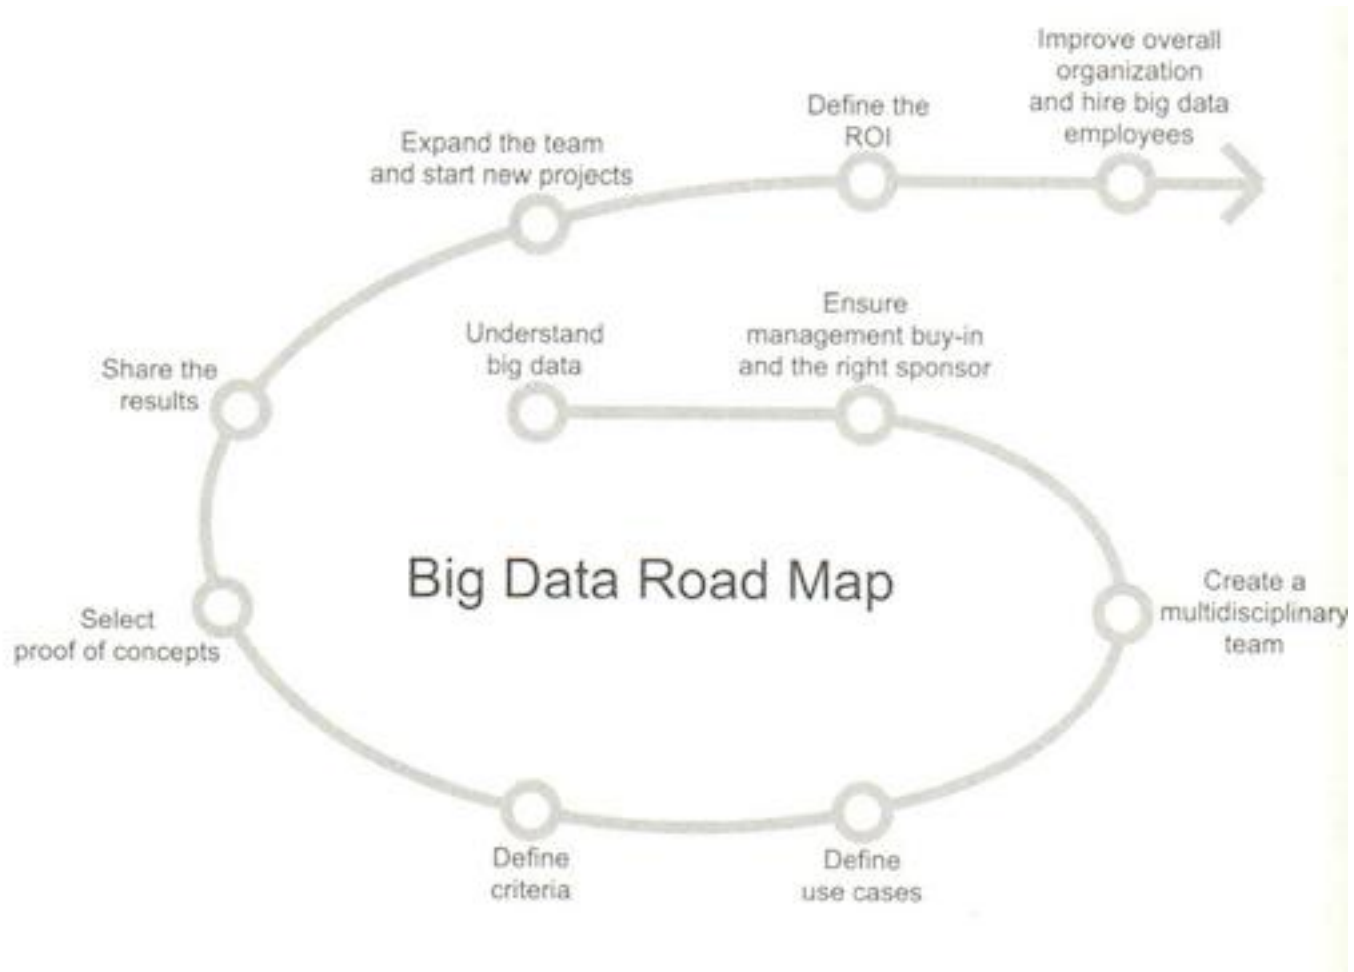 Improve overall
organization
and hire big data
employees
Define the
ROI
Expand the team
and start new projects
Ensure
management buy-in
and the right sponsor
Understand
big data
Share the
results
Big Data Road Map
Create a
multidisciplinary
team
Select
proof of concepts
Define
criteria
Define
use cases